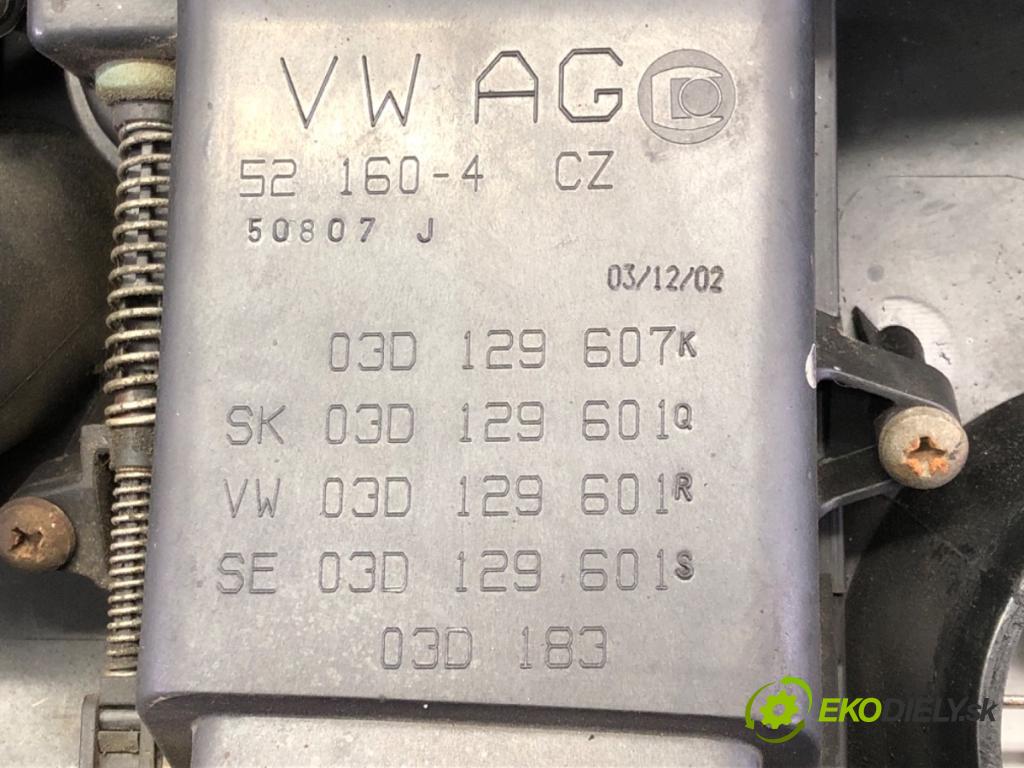 VW AG
52 160-4 CZ
50807 J
03/12/02
03D 129 607K
SK 03D 129 601Q
VW 03D 129 601R
SE 03D 129 601S
03D 183
EKODIELY.sk